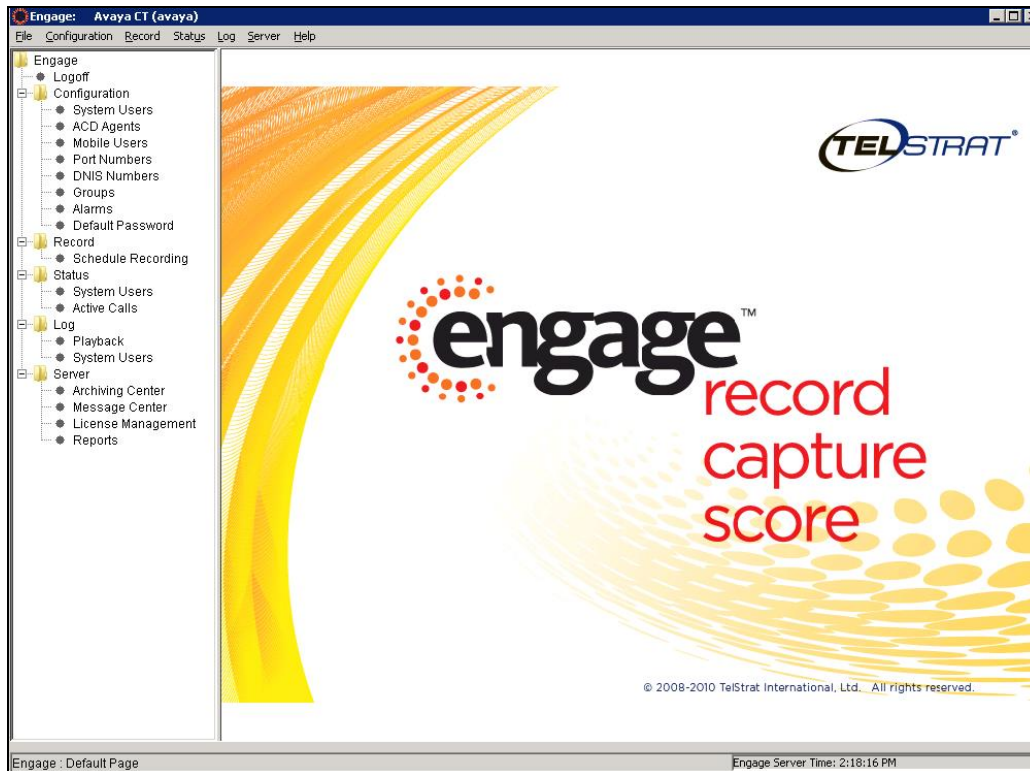 Engage: Avaya CT (avaya)
File Configuration Record Status Log Server Help
Engage
Logoff
Configuration
System Users
ACD Agents
Mobile Users
Port Numbers
DNIS Numbers
Groups
Alarms
Default Password
Record
Schedule Recording
Status
System Users
Active Calls
Log
Playback
System Users
Server
Archiving Center
Message Center
License Management
Reports
TELSTRAT®
engage™
record
capture
score
© 2008-2010 TelStrat International, Ltd. All rights reserved.
Engage : Default Page
Engage Server Time: 2:18:16 PM